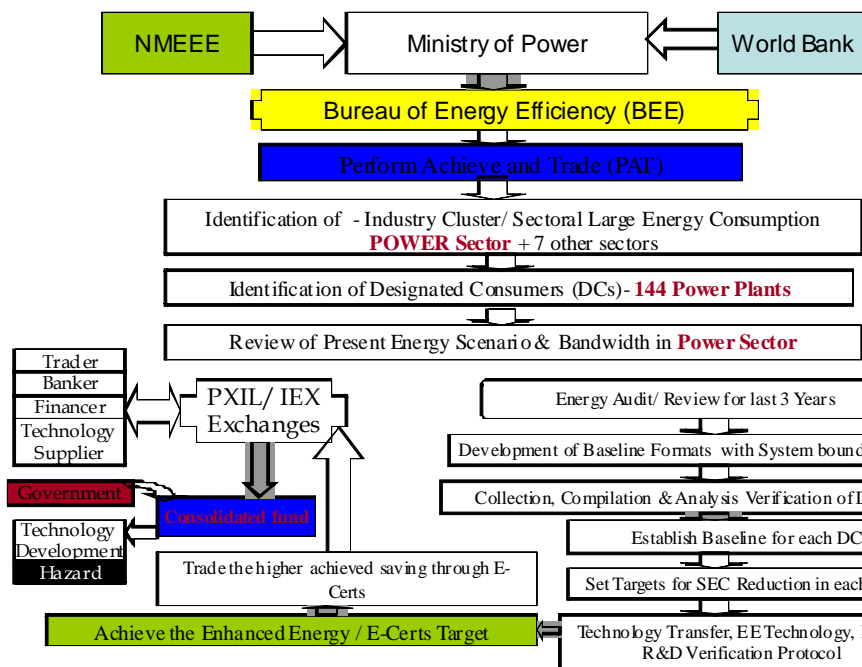 NMEEE
Ministry of Power
World Bank
Bureau of Energy Efficiency (BEE)
Perform Achieve and Trade (PAT)
Identification of - Industry Cluster/ Sectoral Large Energy Consumption
POWER Sector + 7 other sectors
Identification of Designated Consumers (DCs)- 144 Power Plants
Review of Present Energy Scenario & Bandwidth in Power Sector
Trader
Banker
Financer
Technology
Supplier
PXIL/ IEX
Exchanges
Government
Consolidated fund
Technology
Development
Hazard
Trade the higher achieved saving through E-
Certs
Achieve the Enhanced Energy / E-Certs Target
Energy Audit/ Review for last 3 Years
Development of Baseline Formats with System bound
Collection, Compilation & Analysis Verification of
Establish Baseline for each DC
Set Targets for SEC Reduction in each
Technology Transfer, EE Technology,
R&D Verification Protocol